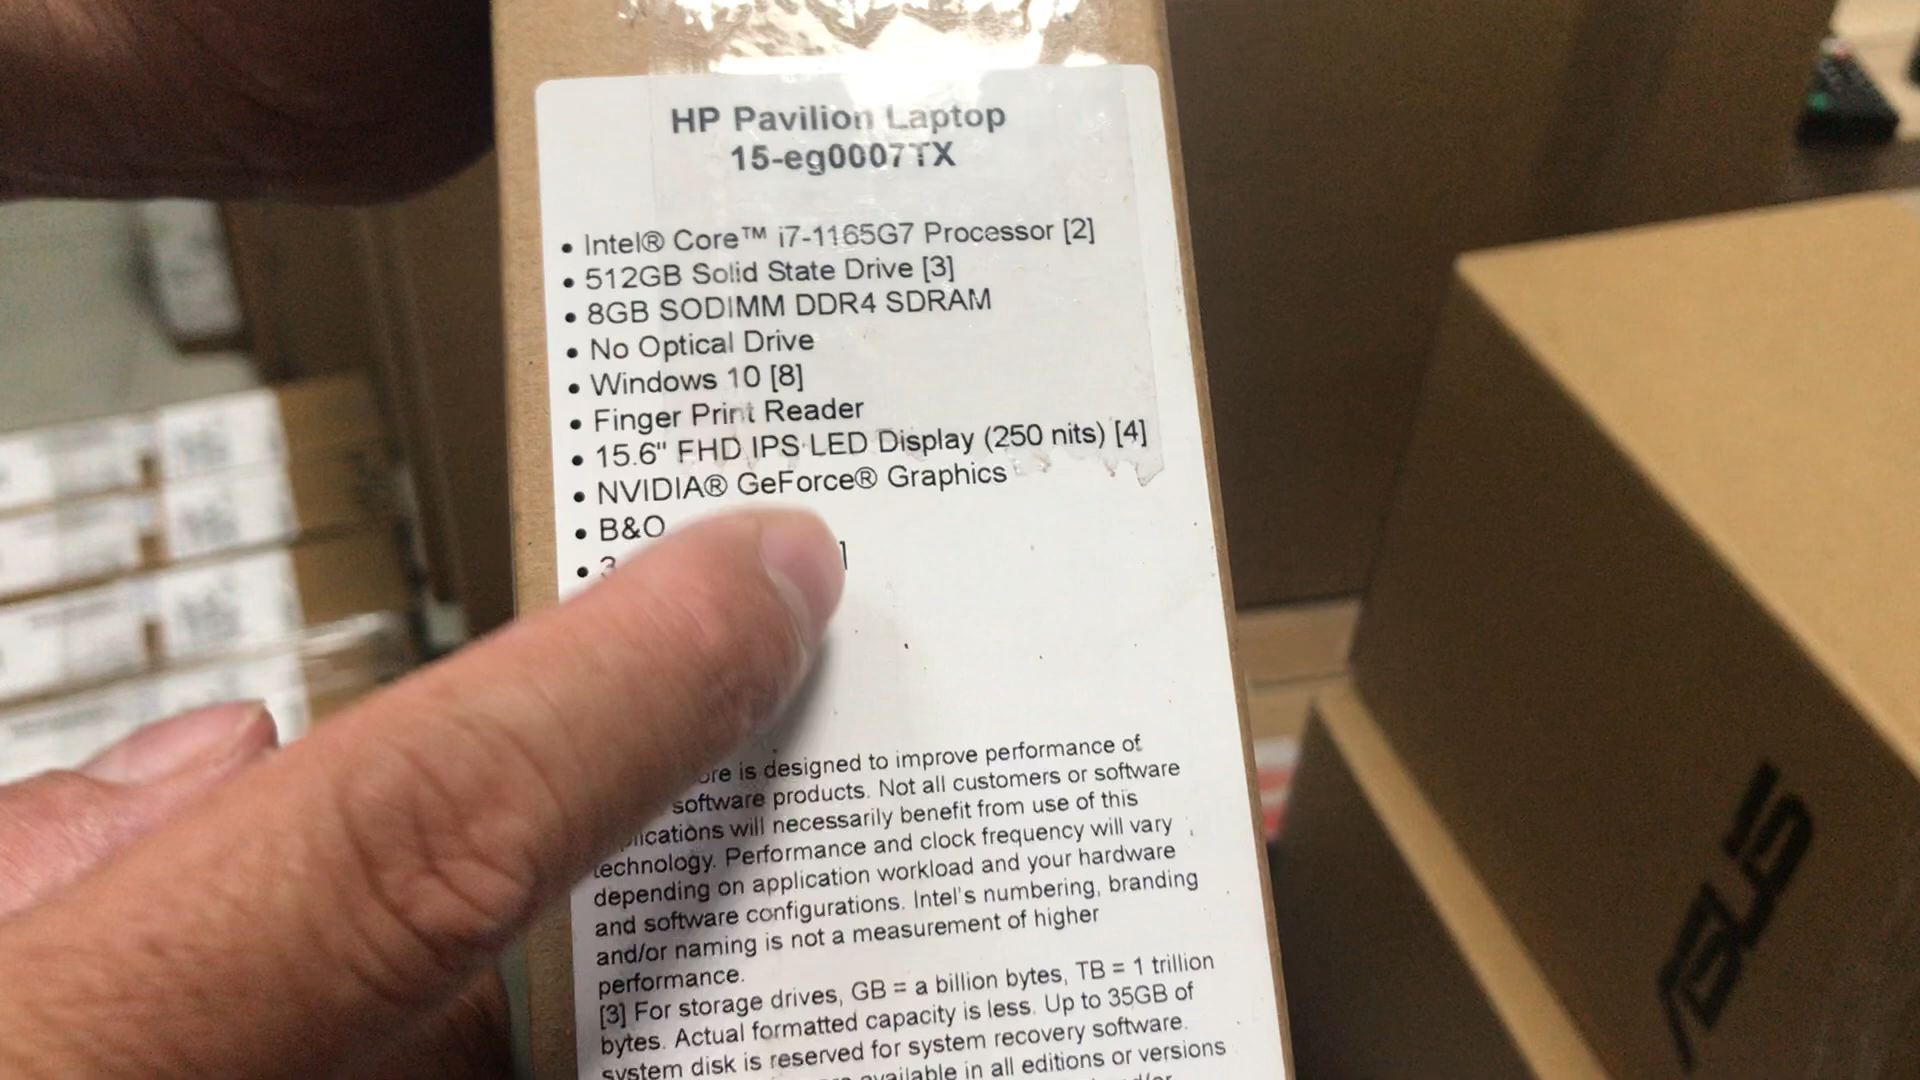 HP Pavilion Laptop
15-eg0007TX
• Intel® Core™ i7-1165G7 Processor [2]
• 512GB Solid State Drive [3]
• 8GB SODIMM DDR4 SDRAM
• No Optical Drive
• Windows 10 [8]
• Finger Print Reader
• 15.6" FHD IPS LED Display (250 nits) [4]
• NVIDIA® GeForce® Graphics
• B&O
• 3 ]
is designed to improve performance of
software products. Not all customers or software
will necessarily benefit from use of this
technology. Performance and clock frequency will vary
depending on application workload and your hardware
and software configurations. Intel's numbering, branding
and/or naming is not a measurement of higher
performance.
[3] For storage drives, GB = a billion bytes, TB = 1 trillion
bytes. Actual formatted capacity is less. Up to 35GB of
system disk is reserved for system recovery software.
available in all editions or versions
ASUS